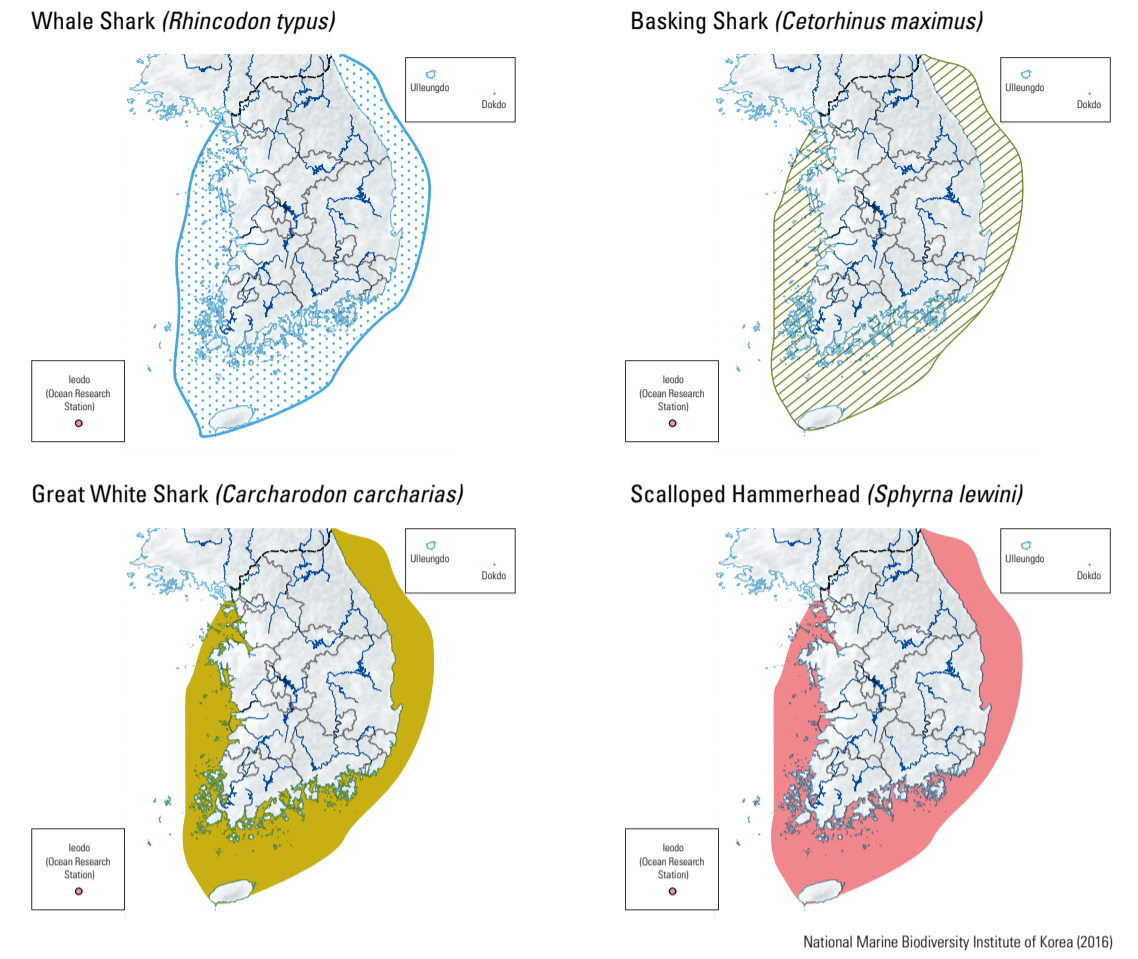 Whale Shark (Rhincodon typus)
Basking Shark (Cetorhinus maximus)
Ulleungdo
Dokdo
Ulleungdo
Dokdo
Ieodo
(Ocean Research
Station)
Ieodo
(Ocean Research
Station)
Great White Shark (Carcharodon carcharias)
Scalloped Hammerhead (Sphyrna lewini)
Ulleungdo
Dokdo
Ulleungdo
Dokdo
Ieodo
(Ocean Research
Station)
Ieodo
(Ocean Research
Station)
National Marine Biodiversity Institute of Korea (2016)